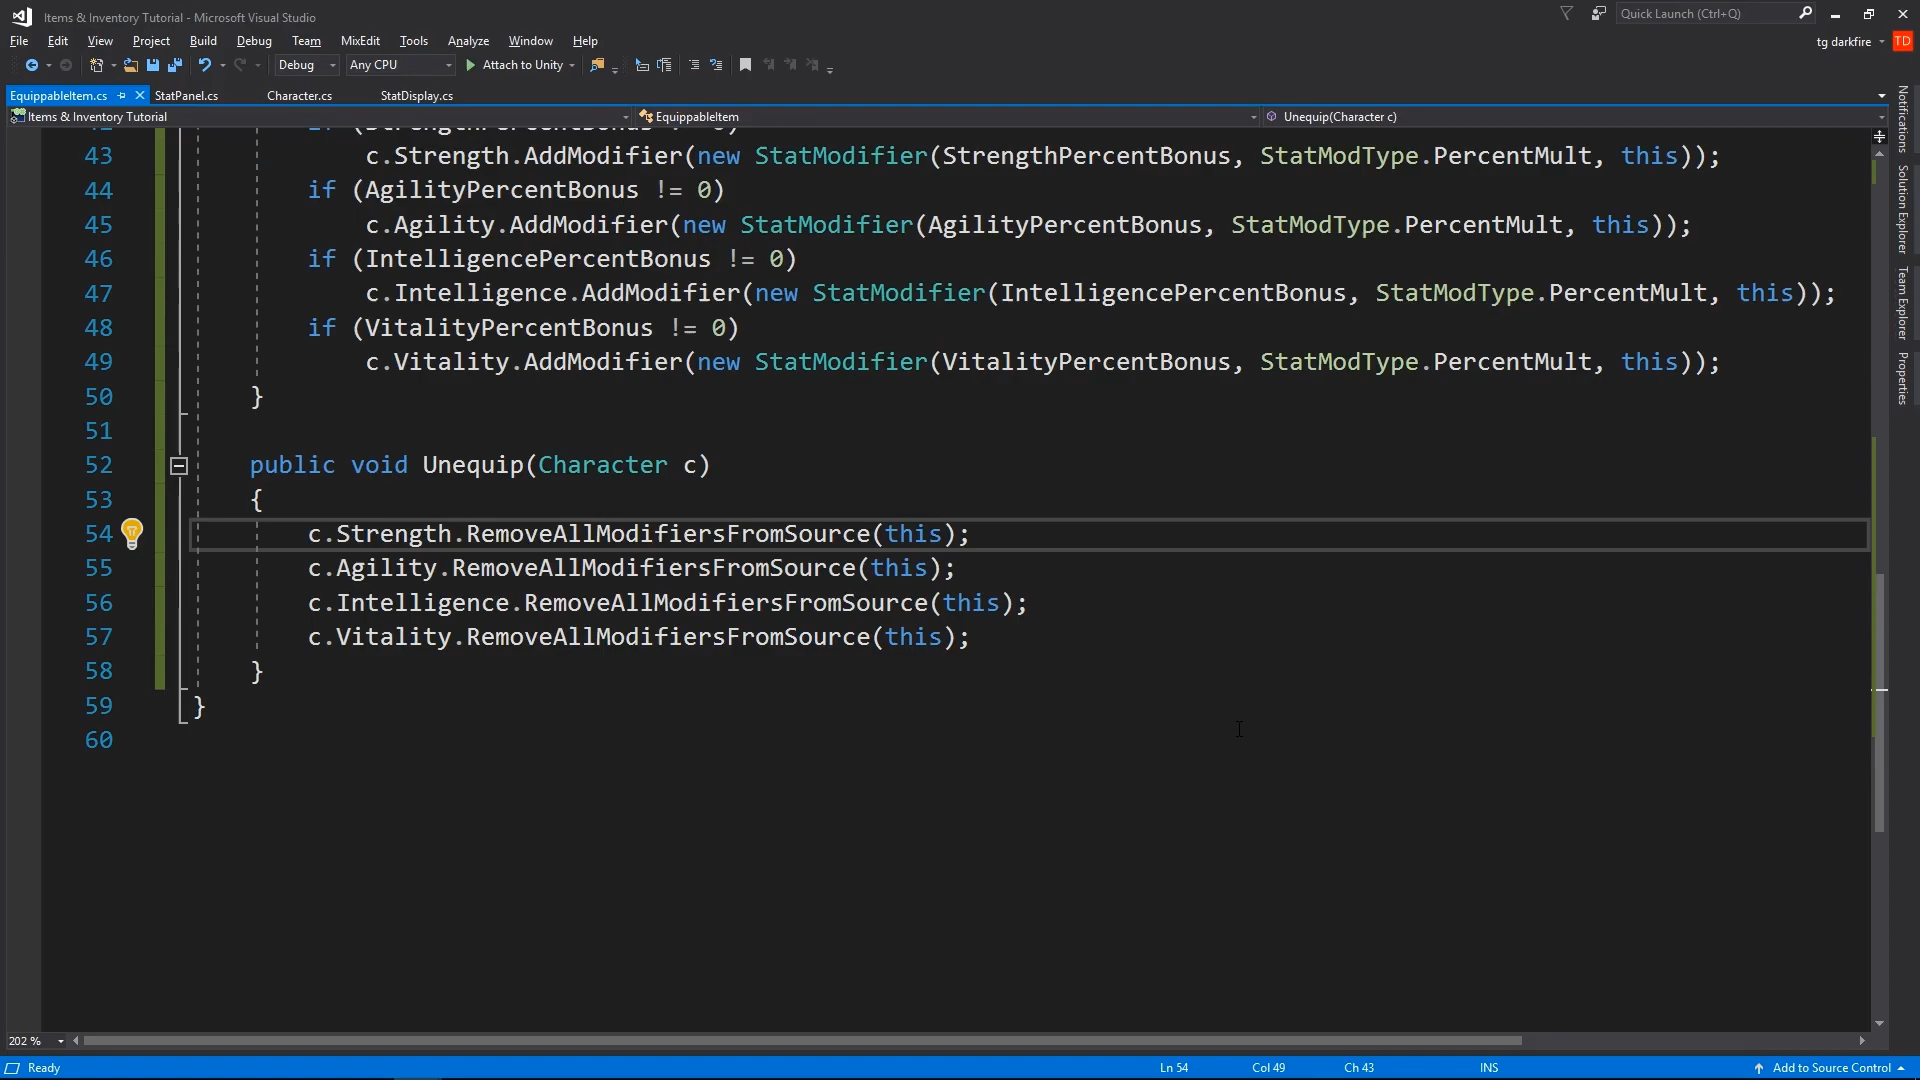 Items & Inventory Tutorial - Microsoft Visual Studio
Quick Launch (Ctrl+Q)
File Edit View Project Build Debug Team MixEdit Tools Analyze Window Help
tg darkfire TD
Debug Any CPU Attach to Unity
EquippableItem.cs StatPanel.cs Character.cs StatDisplay.cs
Items & Inventory Tutorial EquippableItem Unequip(Character c)
43 c.Strength.AddModifier(new StatModifier(StrengthPercentBonus, StatModType.PercentMult, this));
44 if (AgilityPercentBonus != 0)
45 c.Agility.AddModifier(new StatModifier(AgilityPercentBonus, StatModType.PercentMult, this));
46 if (IntelligencePercentBonus != 0)
47 c.Intelligence.AddModifier(new StatModifier(IntelligencePercentBonus, StatModType.PercentMult, this));
48 if (VitalityPercentBonus != 0)
49 c.Vitality.AddModifier(new StatModifier(VitalityPercentBonus, StatModType.PercentMult, this));
50 }
51
52 public void Unequip(Character c)
53 {
54 c.Strength.RemoveAllModifiersFromSource(this);
55 c.Agility.RemoveAllModifiersFromSource(this);
56 c.Intelligence.RemoveAllModifiersFromSource(this);
57 c.Vitality.RemoveAllModifiersFromSource(this);
58 }
59 }
60
Notifications
Solution Explorer
Team Explorer
Properties
202 %
Ready Ln 54 Col 49 Ch 43 INS Add to Source Control